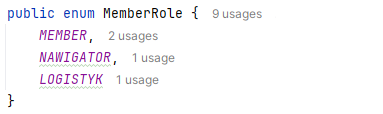 public enum MemberRole { 9 usages
MEMBER, 2 usages
NAWIGATOR, 1 usage
LOGISTYK 1 usage
}